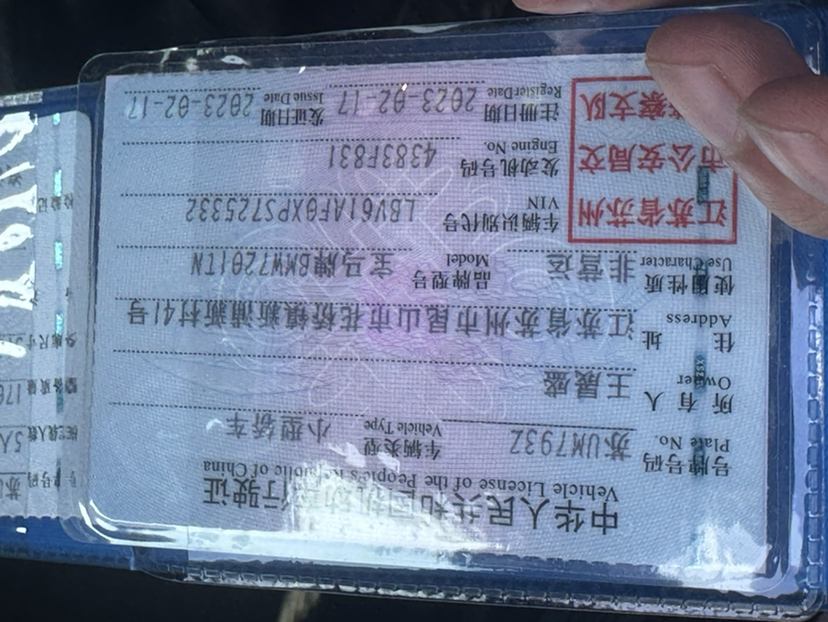 中华人民共和国机动车行驶证
Vehicle License of the People's Republic of China
号牌号码 苏UM793Z 车辆类型 小型轿车
Plate No. Vehicle Type
所有人 王晟盛
Owner
住址 江苏省苏州市昆山市花桥镇新浦新村41号
Address
使用性质 非营运 品牌型号 宝马牌BMW7201TN
Use Character Model
江苏省苏州
市公安局交
警察支队
车辆识别代号 LBV61AF0XPS725332
VIN
发动机号码 4383F831
Engine No.
注册日期 2023-02-17 发证日期 2023-02-17
Register Date Issue Date